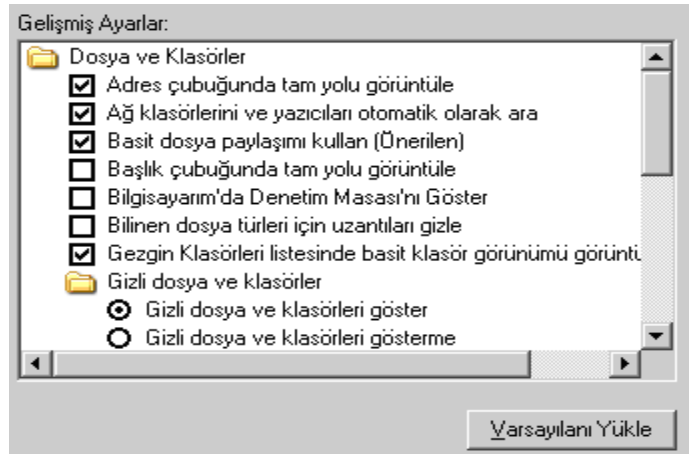 Gelişmiş Ayarlar:
Dosya ve Klasörler
Adres çubuğunda tam yolu görüntüle
Ağ klasörlerini ve yazıcıları otomatik olarak ara
Basit dosya paylaşımı kullan (Önerilen)
Başlık çubuğunda tam yolu görüntüle
Bilgisayarım'da Denetim Masası'nı Göster
Bilinen dosya türleri için uzantıları gizle
Gezgin Klasörleri listesinde basit klasör görünümü görüntü
Gizli dosya ve klasörler
Gizli dosya ve klasörleri göster
Gizli dosya ve klasörleri gösterme
Varsayılanı Yükle